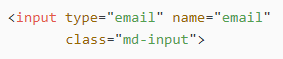 <input type="email" name="email"
class="md-input">